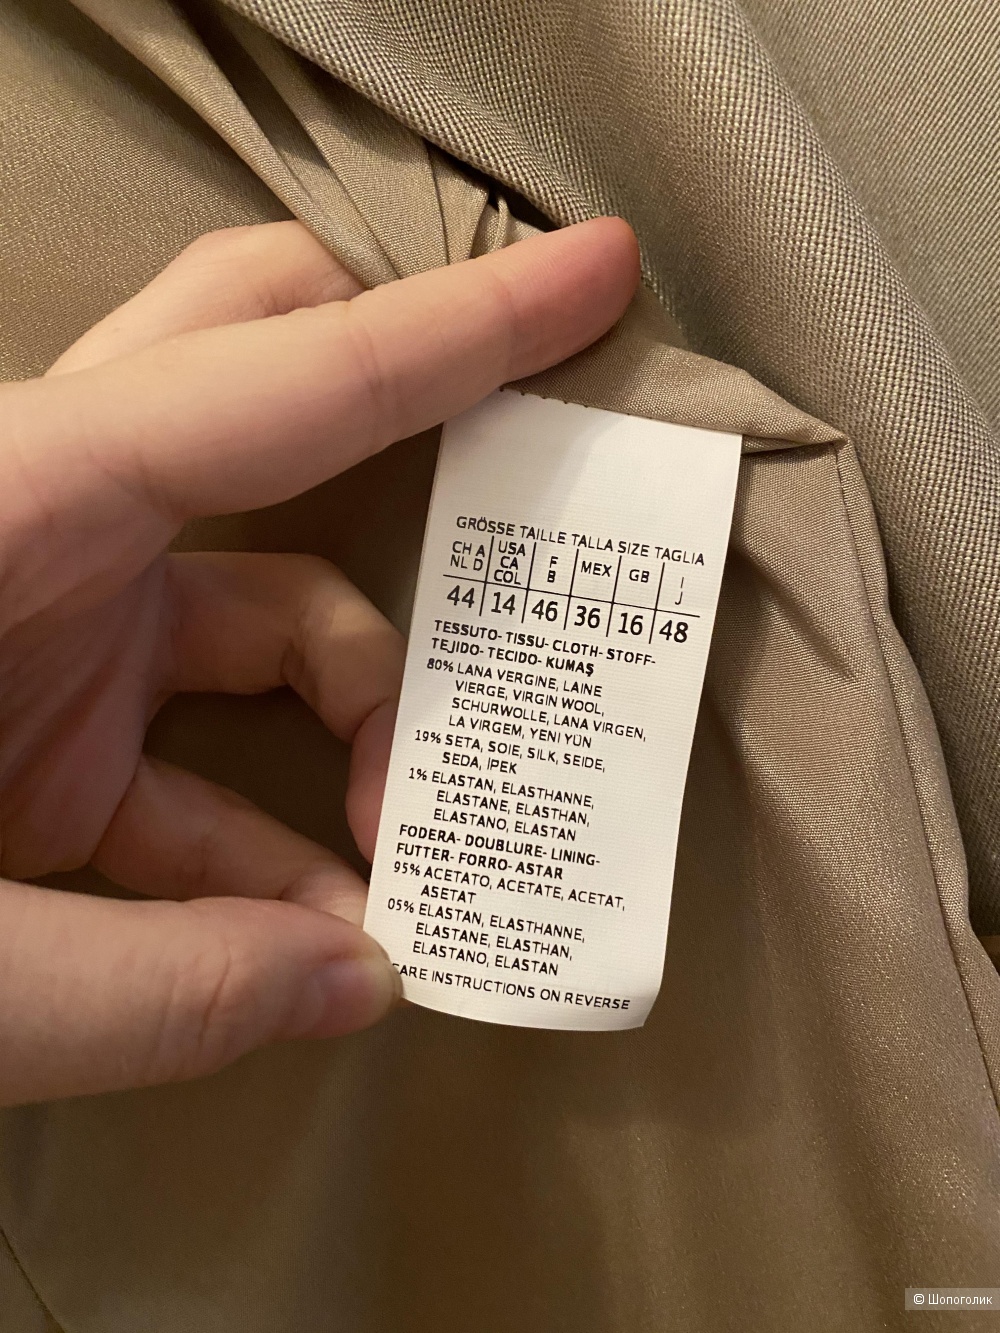 GRÖSSE TAILLE TALLA SIZE TAGLIA
CH A NL D | USA CA COL | F B | MEX | GB | I J
44 | 14 | 46 | 36 | 16 | 48
TESSUTO- TISSU- CLOTH- STOFF-
TEJIDO- TECIDO- KUMAŞ
80% LANA VERGINE, LAINE
VIERGE, VIRGIN WOOL,
SCHURWOLLE, LANA VIRGEN,
LA VIRGEM, YENI YÜN
19% SETA, SOIE, SILK, SEIDE,
SEDA, IPEK
1% ELASTAN, ELASTHANNE,
ELASTANE, ELASTHAN,
ELASTANO, ELASTAN
FODERA- DOUBLURE- LINING-
FUTTER- FORRO- ASTAR
95% ACETATO, ACETATE, ACETAT,
ASETAT
05% ELASTAN, ELASTHANNE,
ELASTANE, ELASTHAN,
ELASTANO, ELASTAN
CARE INSTRUCTIONS ON REVERSE
© Шопоголик